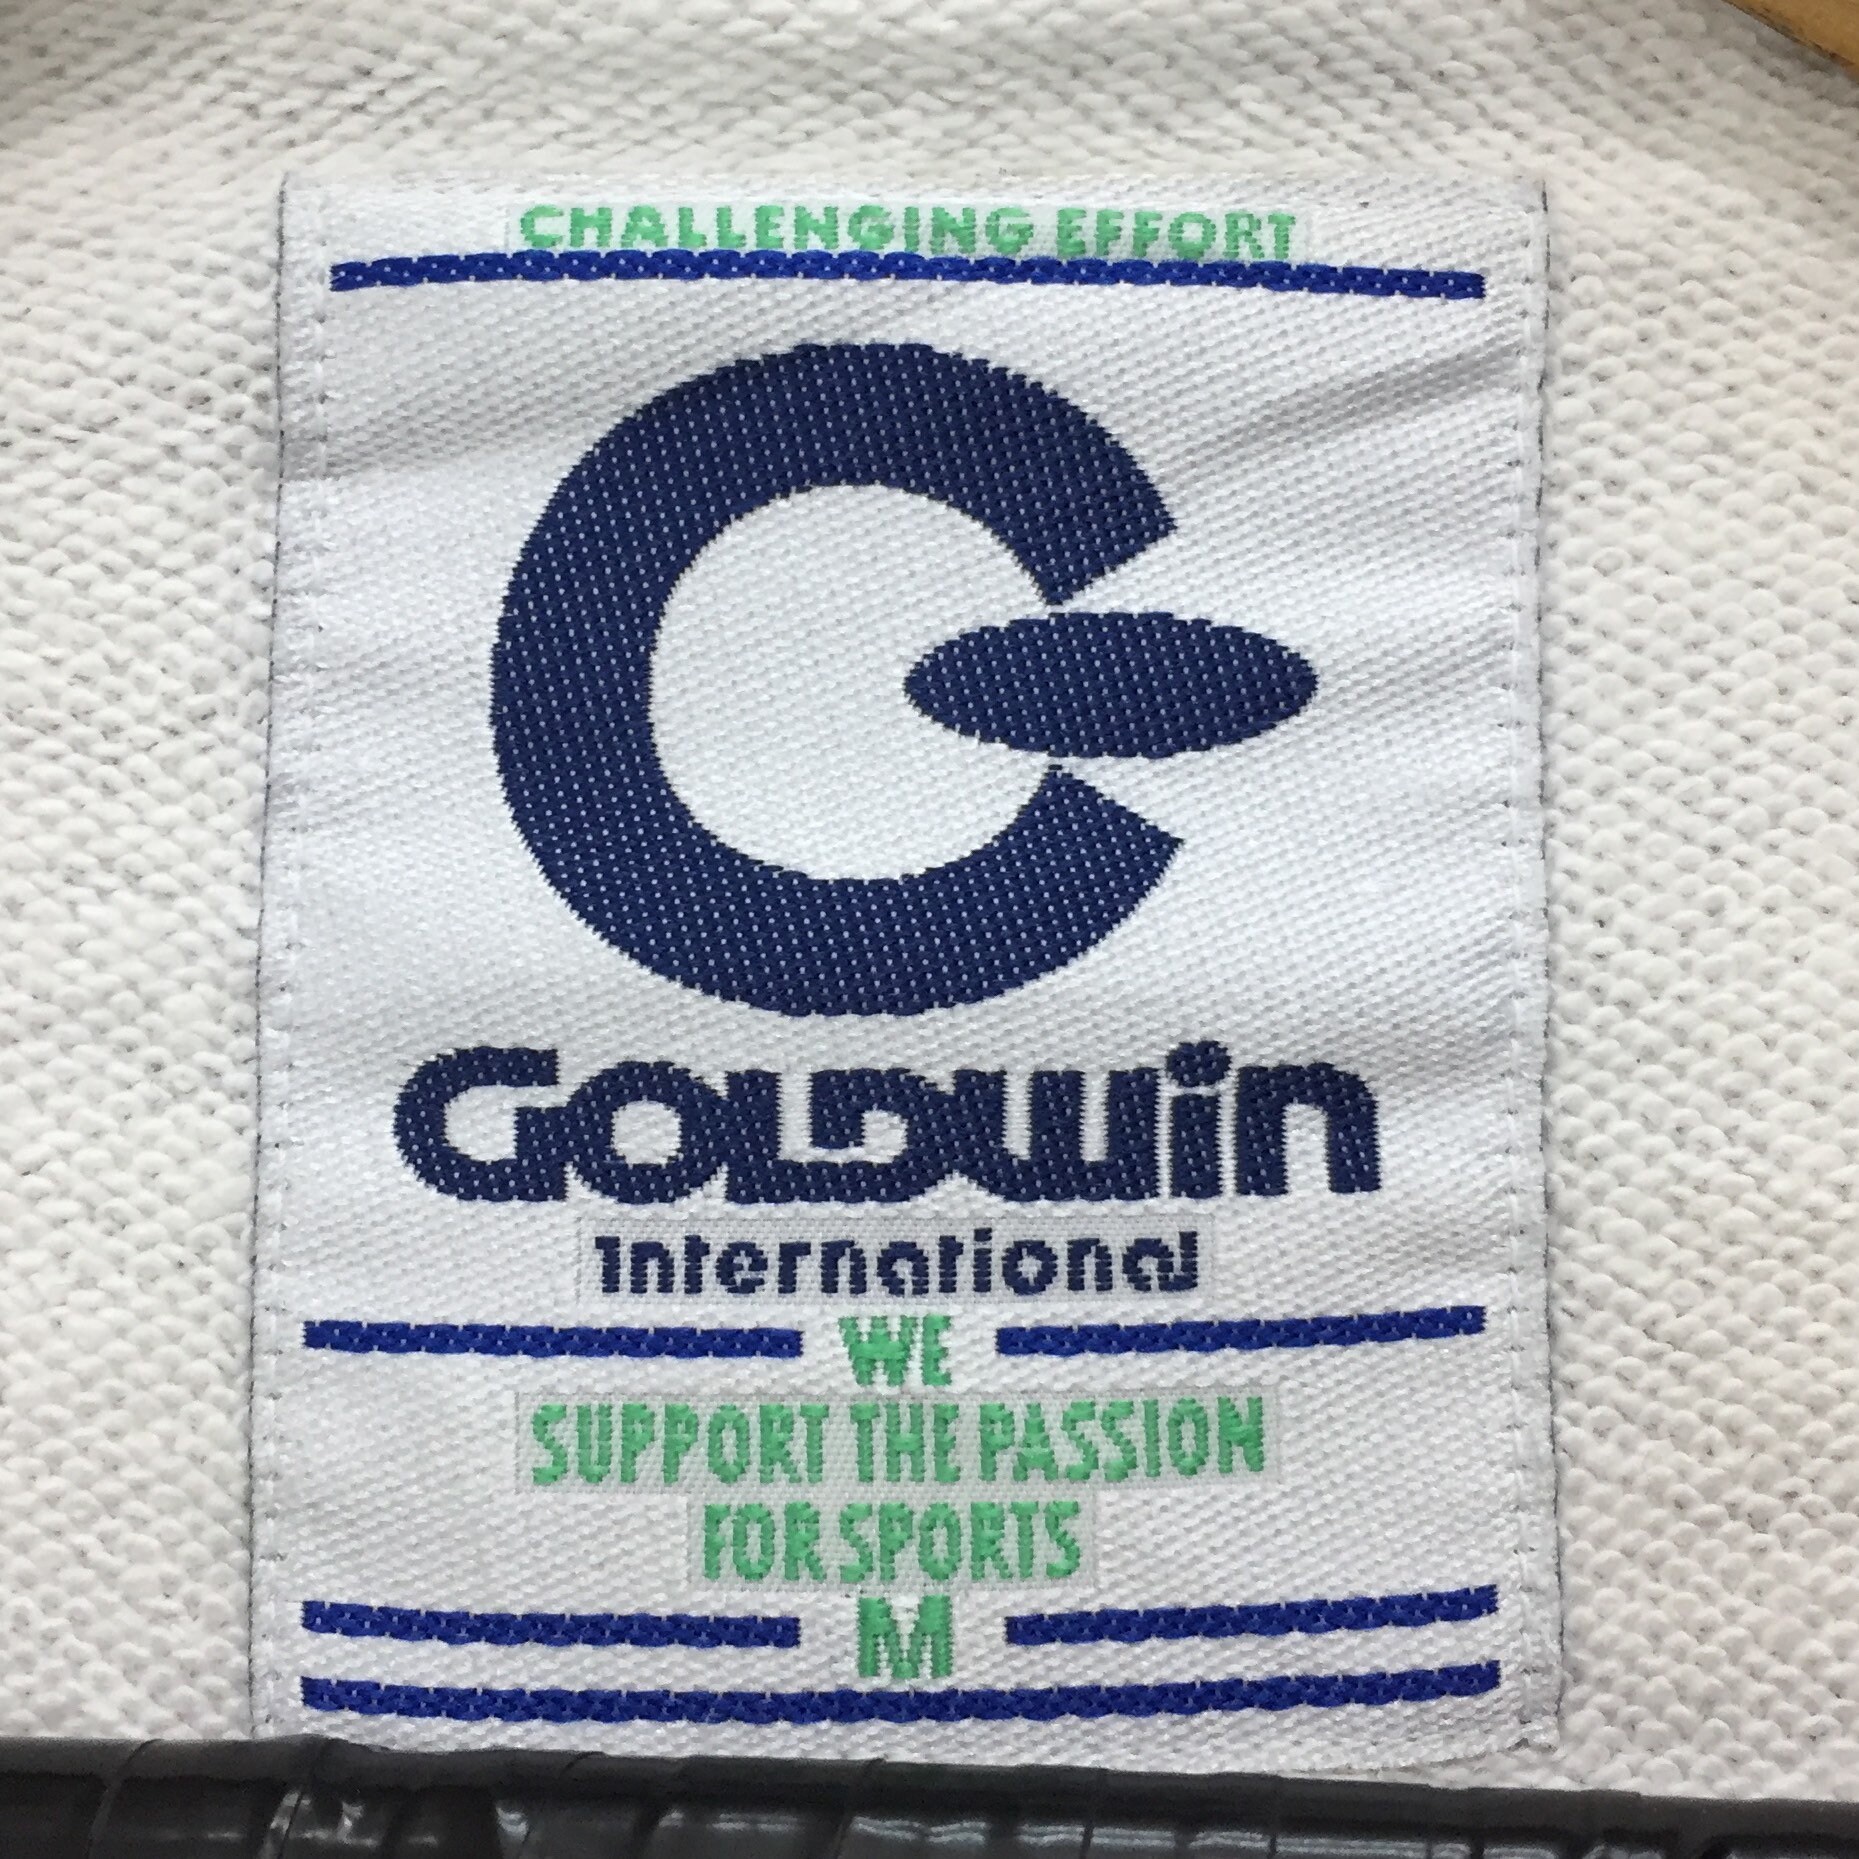 CHALLENGING EFFORT
GOLDWin
international
WE
SUPPORT THE PASSION
FOR SPORTS
M